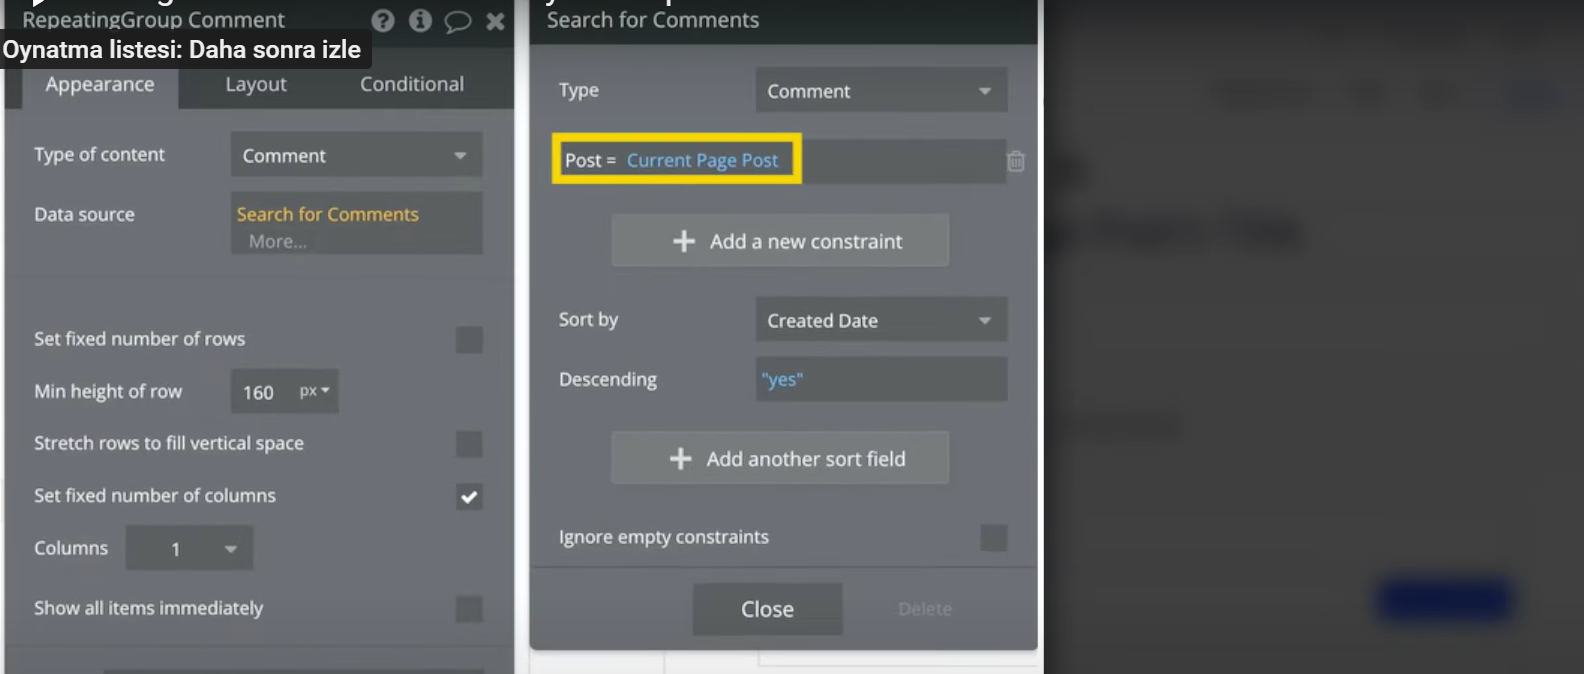 RepeatingGroup Comment
Oynatma listesi: Daha sonra izle
Appearance
Layout
Conditional
Type of content
Comment
Data source
Search for Comments
More...
Set fixed number of rows
Min height of row
160
px
Stretch rows to fill vertical space
Set fixed number of columns
Columns
1
Show all items immediately
Search for Comments
Type
Comment
Post = Current Page Post
Add a new constraint
Sort by
Created Date
Descending
"yes"
Add another sort field
Ignore empty constraints
Close
Delete